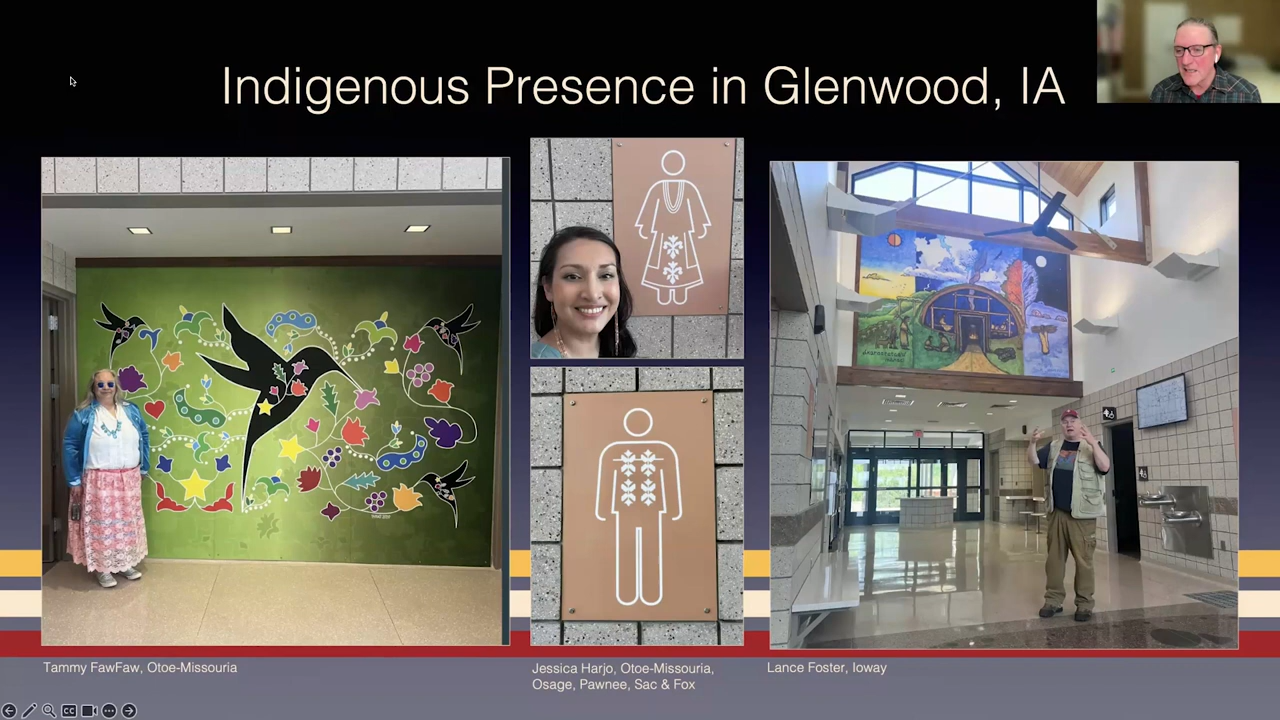 Indigenous Presence in Glenwood, IA
Tammy FawFaw, Otoe-Missouria
Jessica Harjo, Otoe-Missouria,
Osage, Pawnee, Sac & Fox
Lance Foster, Ioway
CC